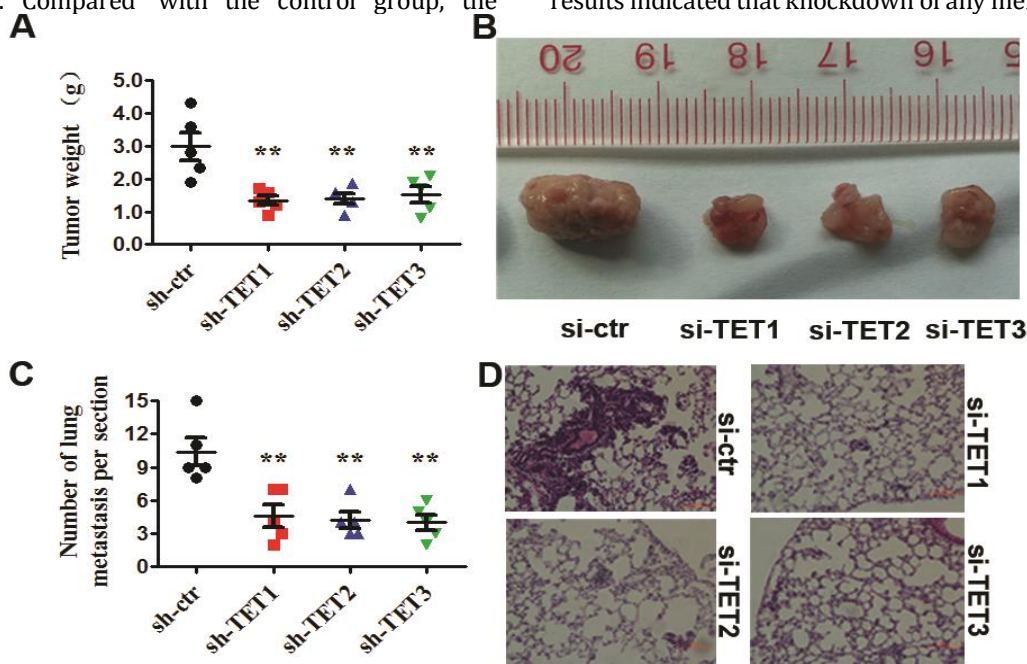 . Compared with the control group, the
results indicated that knockdown of any me
A
Tumor weight (g)
5.0
4.0
3.0
2.0
1.0
0.0
** ** **
sh-ctr sh-TET1 sh-TET2 sh-TET3
B
20 19 18 17 16
si-ctr si-TET1 si-TET2 si-TET3
C
Number of lung
metastasis per section
15
12
9
6
3
0
** ** **
sh-ctr sh-TET1 sh-TET2 sh-TET3
D
si-ctr
si-TET1
si-TET2
si-TET3